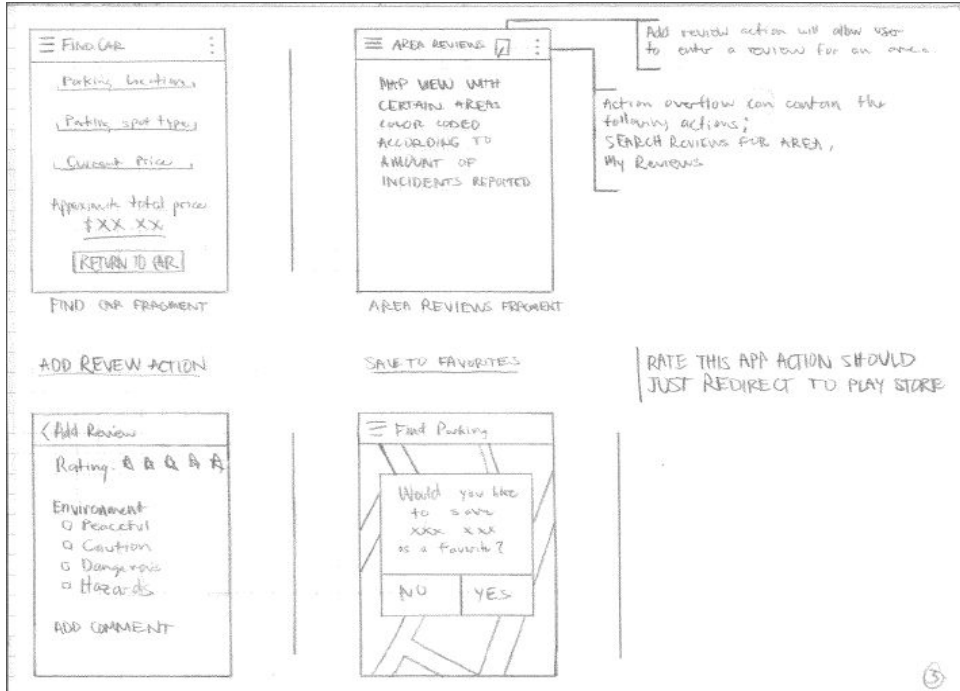 FIND CAR
Parking Location
Parking spot type
Current Price
Approximate total price
$XX.XX
RETURN TO CAR
FIND CAR FRAGMENT
AREA REVIEWS
MAP VIEW WITH
CERTAIN AREAS
COLOR CODED
ACCORDING TO
AMOUNT OF
INCIDENTS REPORTED
AREA REVIEWS FRAGMENT
Add review action will allow user
to enter a review for an area.
Action overflow can contain the
following actions;
SEARCH REVIEWS FOR AREA,
My Reviews
ADD REVEW ACTION
Add Review
Rating
Environment
Peaceful
Caution
Dangerous
Hazards
ADD COMMENT
SAVE TO FAVORITES
Find Parking
Would you like
to save
xxx xxx
as a favorite?
NO
YES
RATE THIS APP ACTION SHOULD
JUST REDIRECT TO PLAY STORE
3